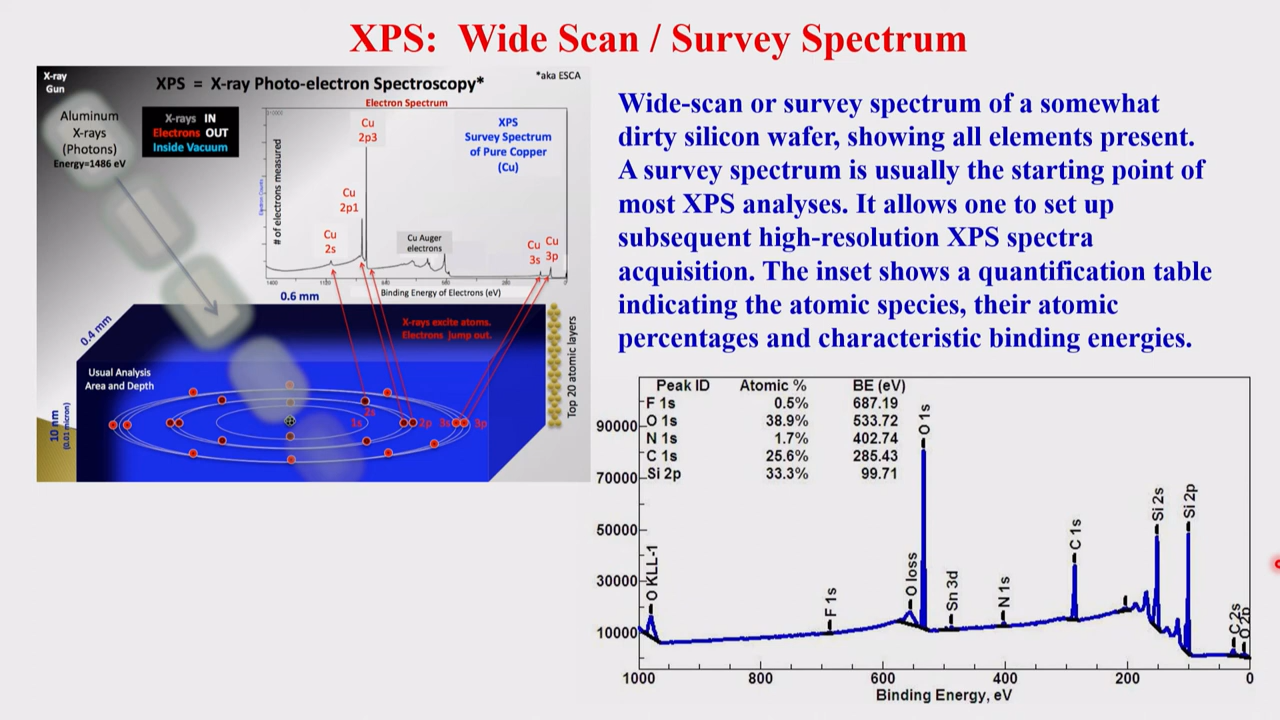 XPS: Wide Scan / Survey Spectrum
X-ray
Gun
XPS = X-ray Photo-electron Spectroscopy*
*aka ESCA
Aluminum
X-rays
(Photons)
Energy=1486 eV
X-rays IN
Electrons OUT
Inside Vacuum
Electron Spectrum
Cu
2p3
XPS
Survey Spectrum
of Pure Copper
(Cu)
# of electrons measured
Cu
2p1
Cu
2s
Cu Auger
electrons
Cu
3s
Cu
3p
Binding Energy of Electrons (eV)
0.6 mm
0.4 mm
X-rays excite atoms.
Electrons jump out.
Usual Analysis
Area and Depth
10 nm
(0.01 micron)
Top 20 atomic layers
1s
2s
2p
3s
3p
Wide-scan or survey spectrum of a somewhat
dirty silicon wafer, showing all elements present.
A survey spectrum is usually the starting point of
most XPS analyses. It allows one to set up
subsequent high-resolution XPS spectra
acquisition. The inset shows a quantification table
indicating the atomic species, their atomic
percentages and characteristic binding energies.
Peak ID Atomic % BE (eV)
F 1s 0.5% 687.19
O 1s 38.9% 533.72
N 1s 1.7% 402.74
C 1s 25.6% 285.43
Si 2p 33.3% 99.71
90000
70000
50000
30000
10000
O KLL-1
F 1s
O loss
O 1s
Sn 3d
N 1s
C 1s
Si 2s
Si 2p
C 2s
O 2p
1000 800 600 400 200 0
Binding Energy, eV